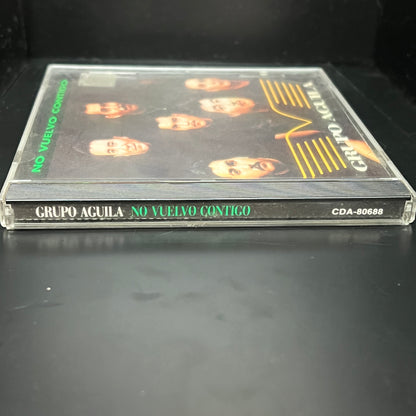 NO VUELVO CONTIGO
GRUPO AGUILA
GRUPO AGUILA NO VUELVO CONTIGO CDA-80688